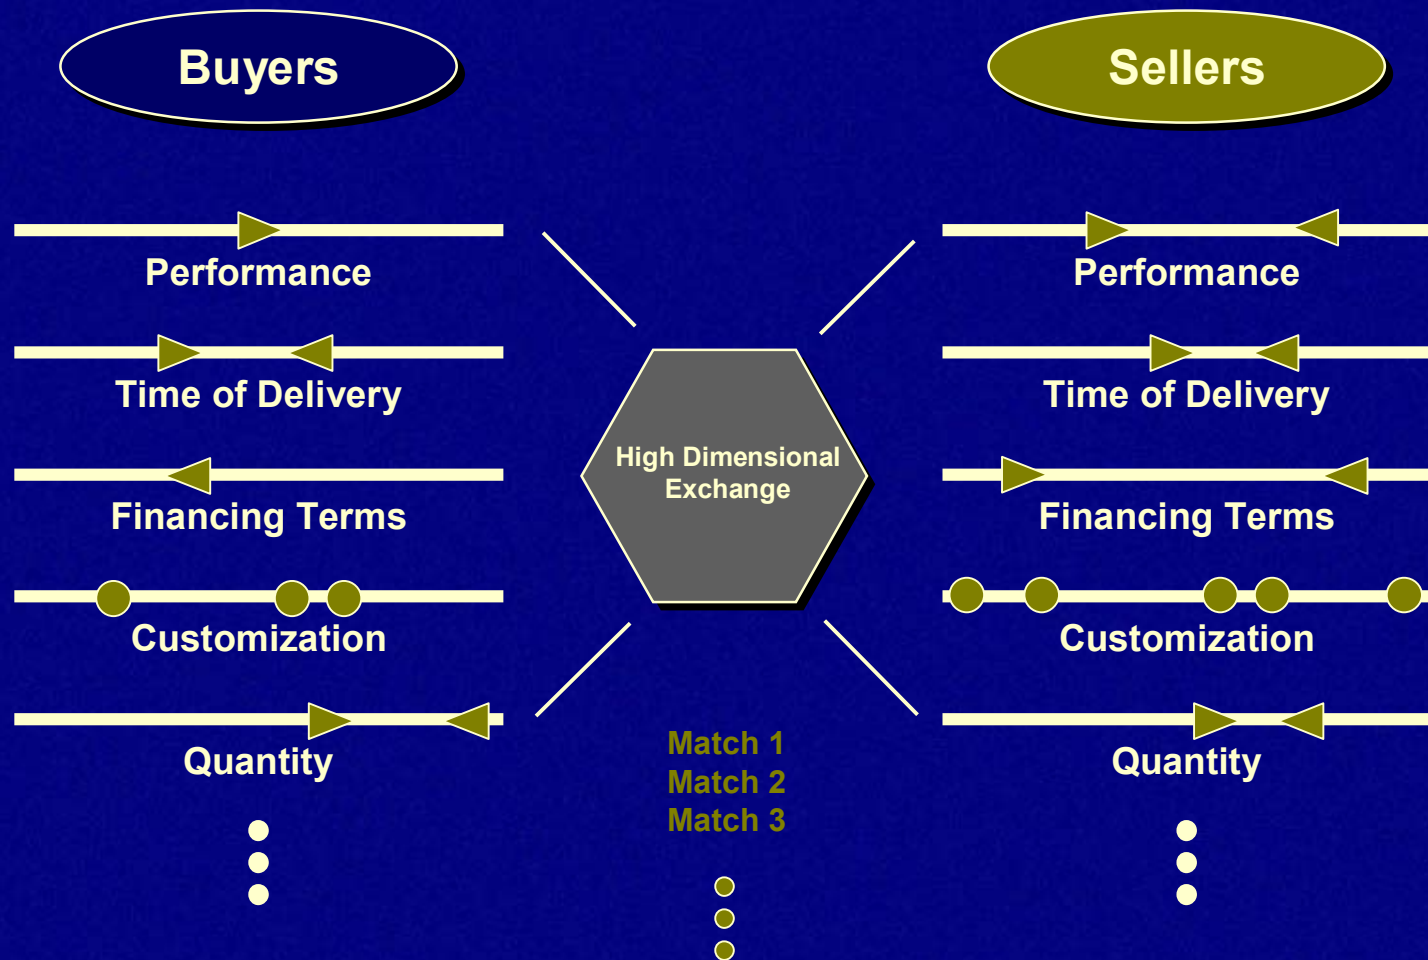 Buyers
Sellers
Performance
Time of Delivery
Financing Terms
Customization
Quantity
High Dimensional
Exchange
Match 1
Match 2
Match 3
Performance
Time of Delivery
Financing Terms
Customization
Quantity